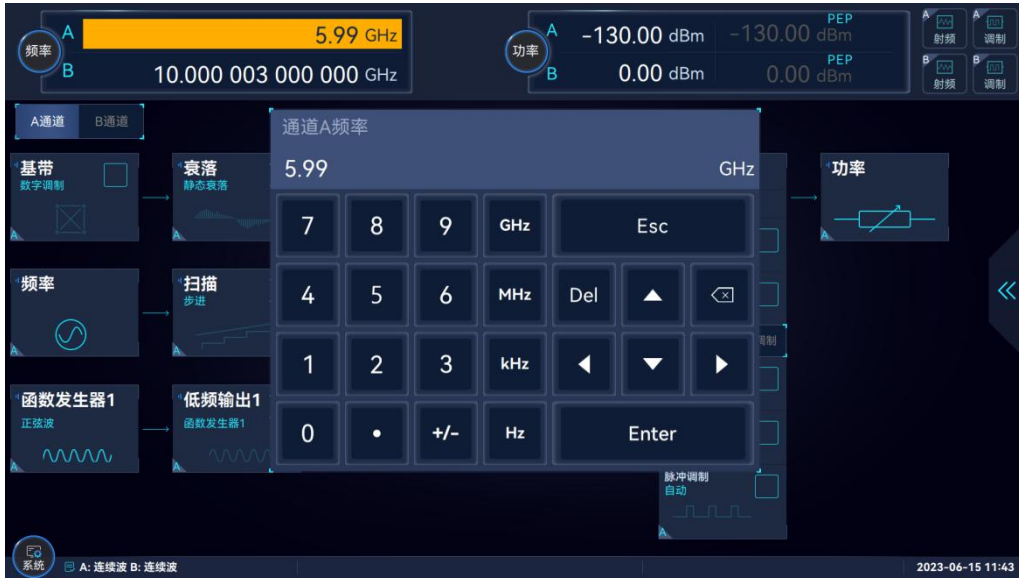 频率
A
5.99 GHz
B
10.000 003 000 000 GHz
功率
A
-130.00 dBm
PEP
-130.00 dBm
B
0.00 dBm
PEP
0.00 dBm
A
射频
A
调制
B
射频
B
调制
A通道
B通道
基带
数字调制
A
衰落
静态衰落
A
功率
A
频率
A
扫描
步进
A
函数发生器1
正弦波
A
低频输出1
函数发生器1
A
通道A频率
5.99 GHz
7 8 9 GHz Esc
4 5 6 MHz Del
1 2 3 kHz
0 • +/- Hz Enter
调制
脉冲调制
自动
A
系统
A: 连续波 B: 连续波
2023-06-15 11:43